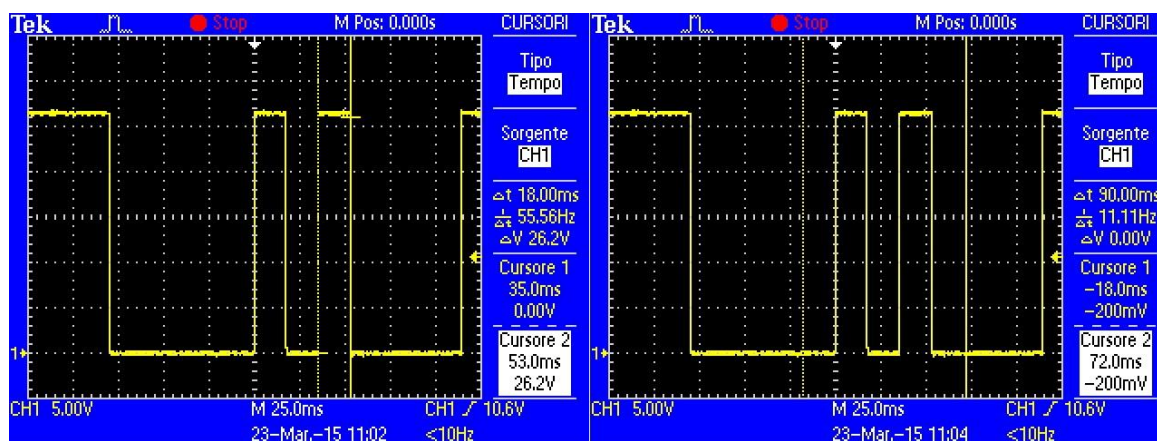 Tek Stop M Pos: 0.000s CURSORI
Tipo
Tempo
Sorgente
CH1
△t 18.00ms
1/△t 55.56Hz
△V 26.2V
Cursore 1
35.0ms
0.00V
Cursore 2
53.0ms
26.2V
1
CH1 5.00V M 25.0ms CH1 / 10.6V
23-Mar.-15 11:02 <10Hz
Tek Stop M Pos: 0.000s CURSORI
Tipo
Tempo
Sorgente
CH1
△t 90.00ms
1/△t 11.11Hz
△V 0.00V
Cursore 1
-18.0ms
-200mV
Cursore 2
72.0ms
-200mV
1
CH1 5.00V M 25.0ms CH1 / 10.6V
23-Mar.-15 11:04 <10Hz